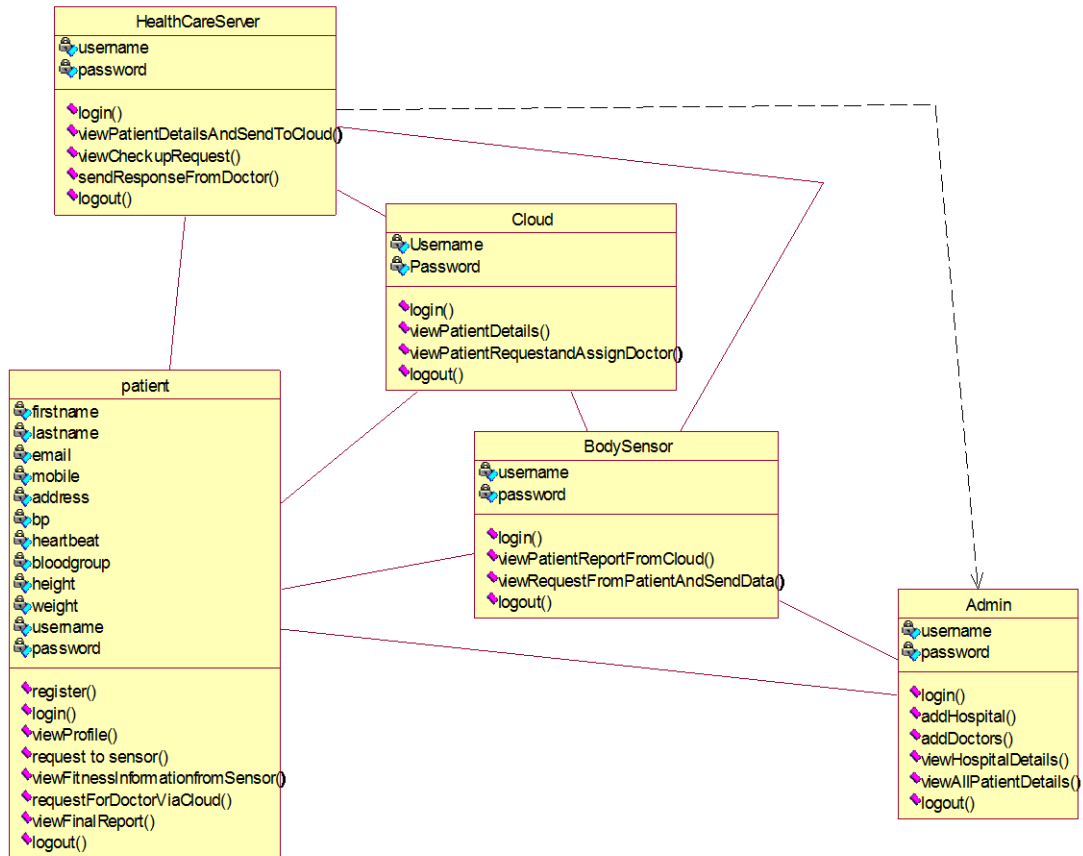 HealthCareServer
username
password
login()
viewPatientDetailsAndSendToCloud()
viewCheckupRequest()
sendResponseFromDoctor()
logout()
Cloud
Username
Password
login()
viewPatientDetails()
viewPatientRequestandAssignDoctor()
logout()
patient
firstname
lastname
email
mobile
address
bp
heartbeat
bloodgroup
height
weight
username
password
register()
login()
viewProfile()
request to sensor()
viewFitnessInformationfromSensor()
requestForDoctorViaCloud()
viewFinalReport()
logout()
BodySensor
username
password
login()
viewPatientReportFromCloud()
viewRequestFromPatientAndSendData()
logout()
Admin
username
password
login()
addHospital()
addDoctors()
viewHospitalDetails()
viewAllPatientDetails()
logout()